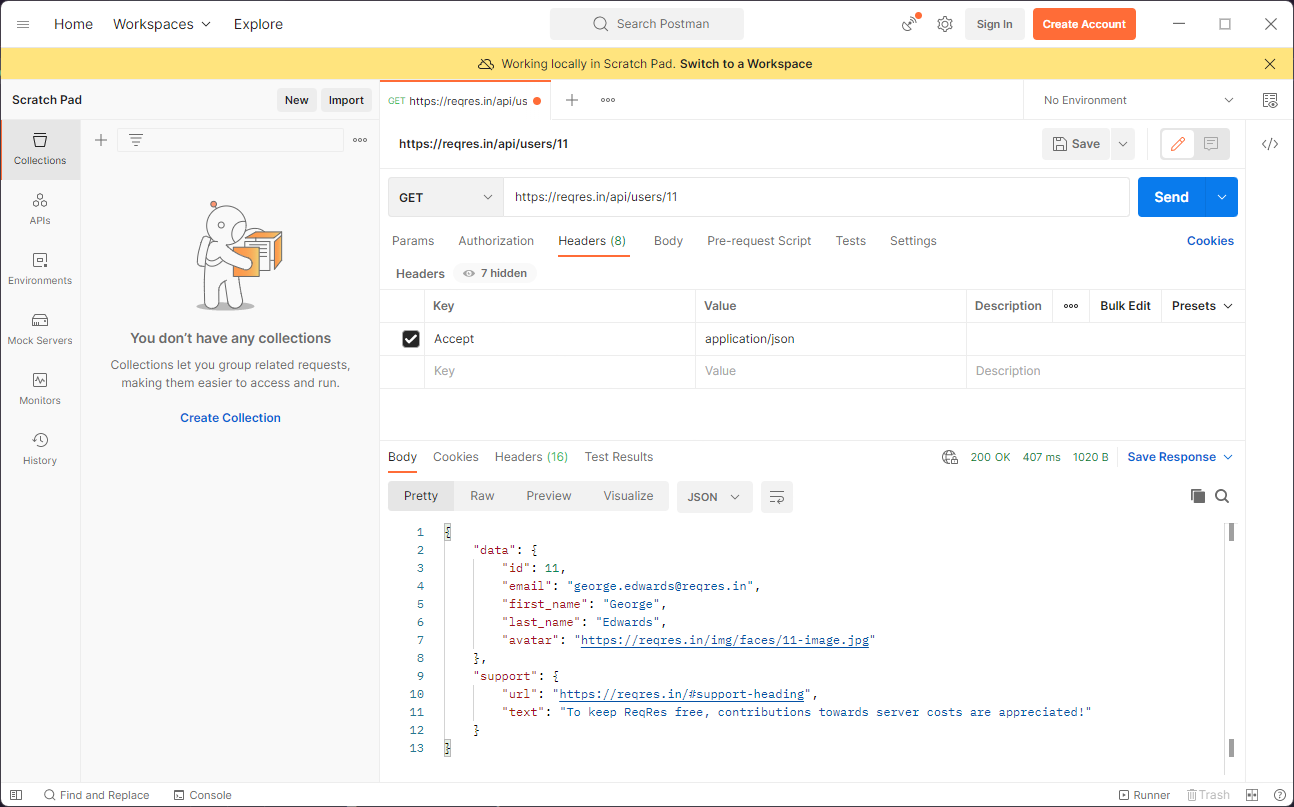 Home Workspaces Explore Search Postman Sign In Create Account
Working locally in Scratch Pad. Switch to a Workspace
Scratch Pad New Import GET https://reqres.in/api/us No Environment
Collections
APIs
Environments
Mock Servers
Monitors
History
You don’t have any collections
Collections let you group related requests,
making them easier to access and run.
Create Collection
https://reqres.in/api/users/11 Save
GET https://reqres.in/api/users/11 Send
Params Authorization Headers (8) Body Pre-request Script Tests Settings Cookies
Headers 7 hidden
Key Value Description Bulk Edit Presets
Accept application/json
Key Value Description
Body Cookies Headers (16) Test Results 200 OK 407 ms 1020 B Save Response
Pretty Raw Preview Visualize JSON
1 {
2 "data": {
3 "id": 11,
4 "email": "george.edwards@reqres.in",
5 "first_name": "George",
6 "last_name": "Edwards",
7 "avatar": "https://reqres.in/img/faces/11-image.jpg"
8 },
9 "support": {
10 "url": "https://reqres.in/#support-heading",
11 "text": "To keep ReqRes free, contributions towards server costs are appreciated!"
12 }
13 }
Find and Replace Console Runner Trash